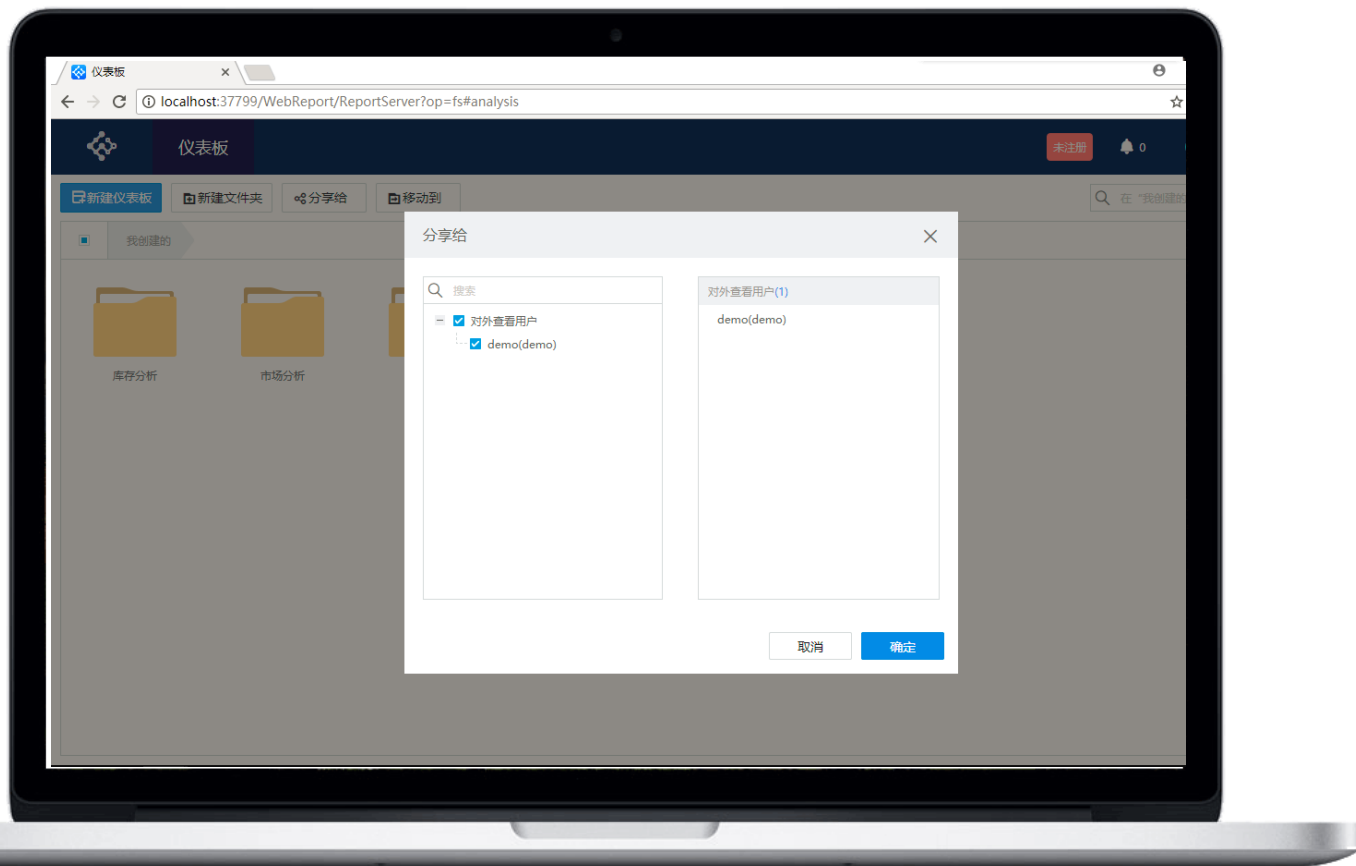 仪表板
localhost:37799/WebReport/ReportServer?op=fs#analysis
仪表板
未注册
0
新建仪表板
新建文件夹
分享给
移动到
在 "我创建的
我创建的
分享给
搜索
对外查看用户(1)
对外查看用户
demo(demo)
demo(demo)
库存分析
市场分析
取消
确定